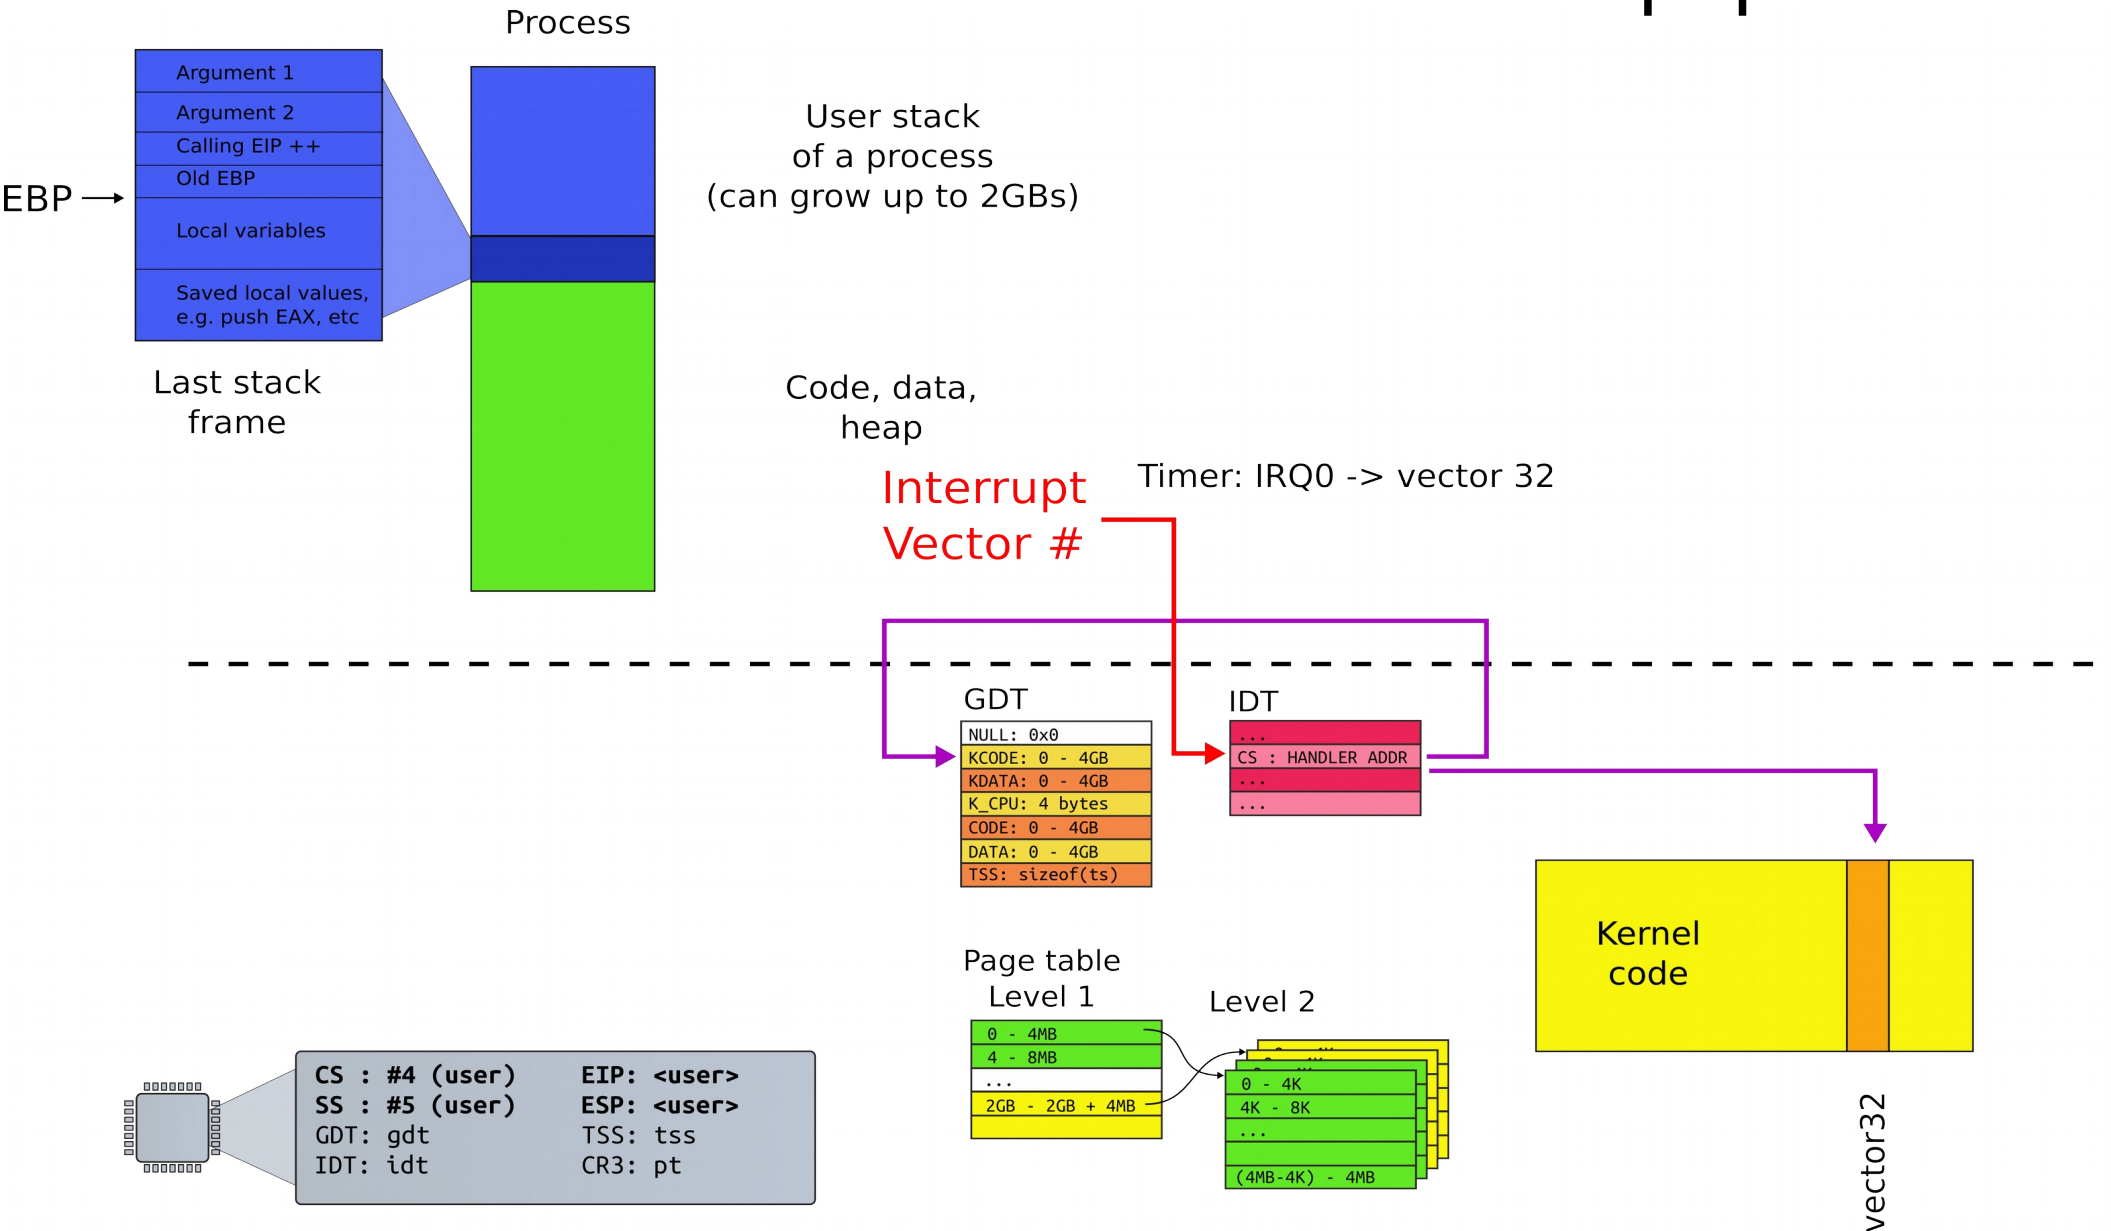 Process
Argument 1
Argument 2
Calling EIP ++
Old EBP
EBP
Local variables
Saved local values,
e.g. push EAX, etc
Last stack
frame
User stack
of a process
(can grow up to 2GBs)
Code, data,
heap
Interrupt
Vector #
Timer: IRQ0 -> vector 32
GDT
NULL: 0x0
KCODE: 0 - 4GB
KDATA: 0 - 4GB
K_CPU: 4 bytes
CODE: 0 - 4GB
DATA: 0 - 4GB
TSS: sizeof(ts)
IDT
...
CS : HANDLER ADDR
...
...
Kernel
code
vector32
Page table
Level 1
0 - 4MB
4 - 8MB
...
2GB - 2GB + 4MB
Level 2
0 - 4K
4K - 8K
...
(4MB-4K) - 4MB
CS : #4 (user) EIP: <user>
SS : #5 (user) ESP: <user>
GDT: gdt TSS: tss
IDT: idt CR3: pt